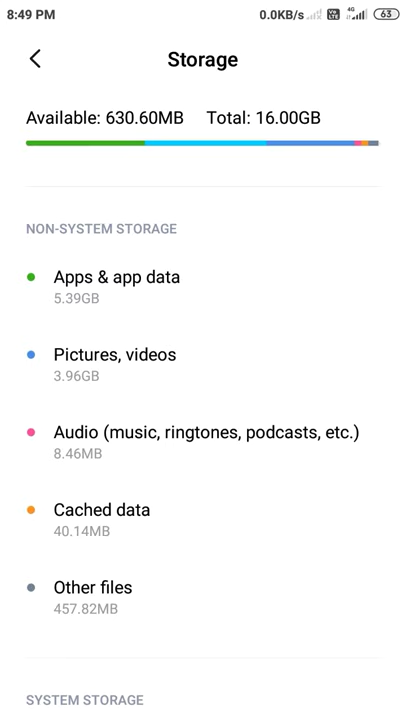 8:49 PM 0.0KB/s Vo LTE 4G 63
Storage
Available: 630.60MB Total: 16.00GB
NON-SYSTEM STORAGE
Apps & app data
5.39GB
Pictures, videos
3.96GB
Audio (music, ringtones, podcasts, etc.)
8.46MB
Cached data
40.14MB
Other files
457.82MB
SYSTEM STORAGE